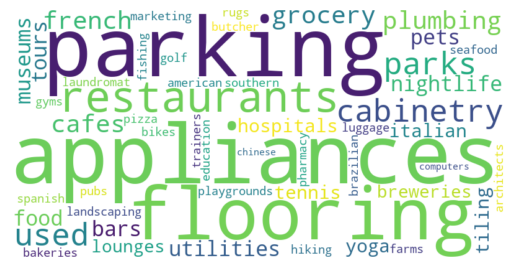 marketing
rugs
french
butcher
grocery
plumbing
museums
tours
parking
fishing
golf
pets
seafood
parks
laundromat
american
southern
nightlife
gyms
restaurants
cabinetry
cafes
pizza
bikes
hospitals
luggage
italian
trainers
education
chinese
pharmacy
brazilian
computers
architects
appliances
spanish
pubs
playgrounds
tennis
breweries
food
landscaping
flooring
tiling
used
bars
bakeries
lounges
utilities
hiking
yoga
farms